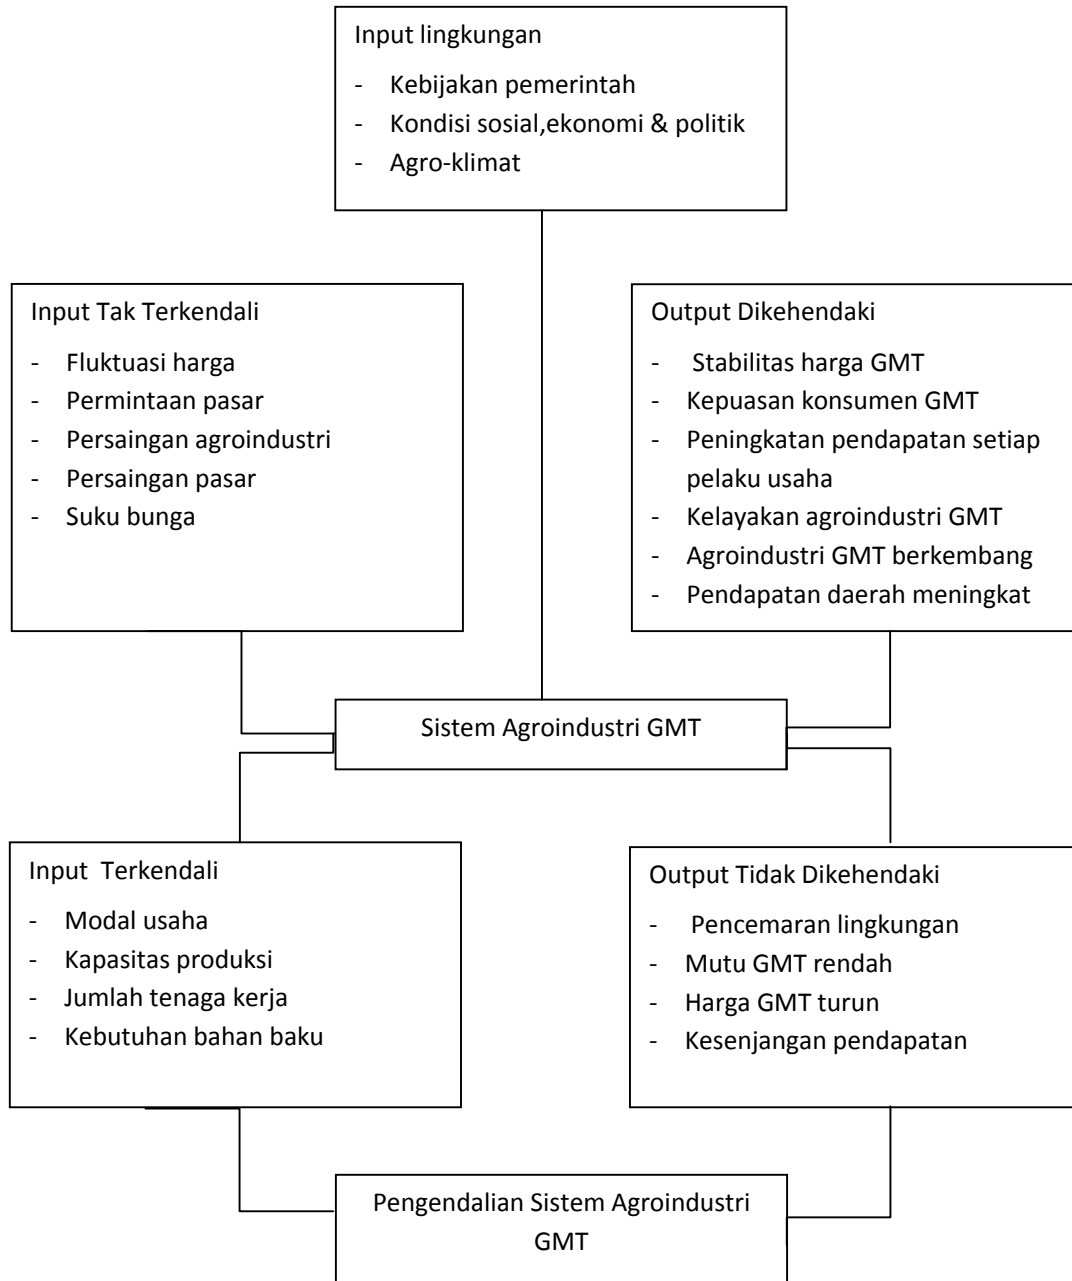 Input lingkungan
- Kebijakan pemerintah
- Kondisi sosial,ekonomi & politik
- Agro-klimat
Input Tak Terkendali
- Fluktuasi harga
- Permintaan pasar
- Persaingan agroindustri
- Persaingan pasar
- Suku bunga
Output Dikehendaki
- Stabilitas harga GMT
- Kepuasan konsumen GMT
- Peningkatan pendapatan setiap
pelaku usaha
- Kelayakan agroindustri GMT
- Agroindustri GMT berkembang
- Pendapatan daerah meningkat
Sistem Agroindustri GMT
Input Terkendali
- Modal usaha
- Kapasitas produksi
- Jumlah tenaga kerja
- Kebutuhan bahan baku
Output Tidak Dikehendaki
- Pencemaran lingkungan
- Mutu GMT rendah
- Harga GMT turun
- Kesenjangan pendapatan
Pengendalian Sistem Agroindustri
GMT